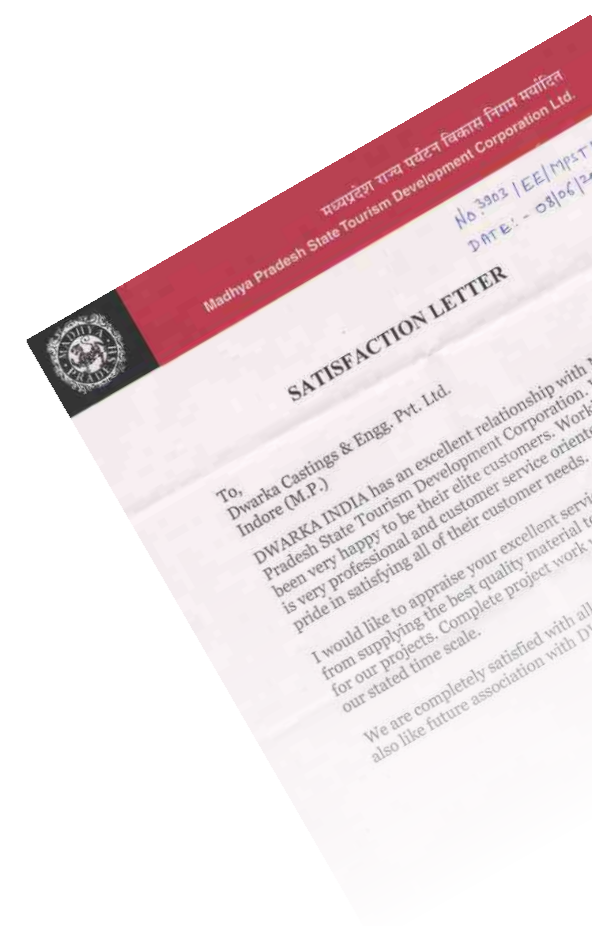 मध्यप्रदेश राज्य पर्यटन विकास निगम मर्यादित
Madhya Pradesh State Tourism Development Corporation Ltd.
No. 3903 / EE / MPST
DATE:- 08/06/20
MADHYA PRADESH
SATISFACTION LETTER
To,
Dwarka Castings & Engg. Pvt. Ltd.
Indore (M.P.)
DWARKA INDIA has an excellent relationship with
Pradesh State Tourism Development Corporation.
been very happy to be their elite customers.
is very professional and customer service
pride in satisfying all of their customer needs.
I would like to appraise your excellent
from supplying the best quality material
for our projects. Complete project work
our stated time scale.
We are completely satisfied with all
also like future association with